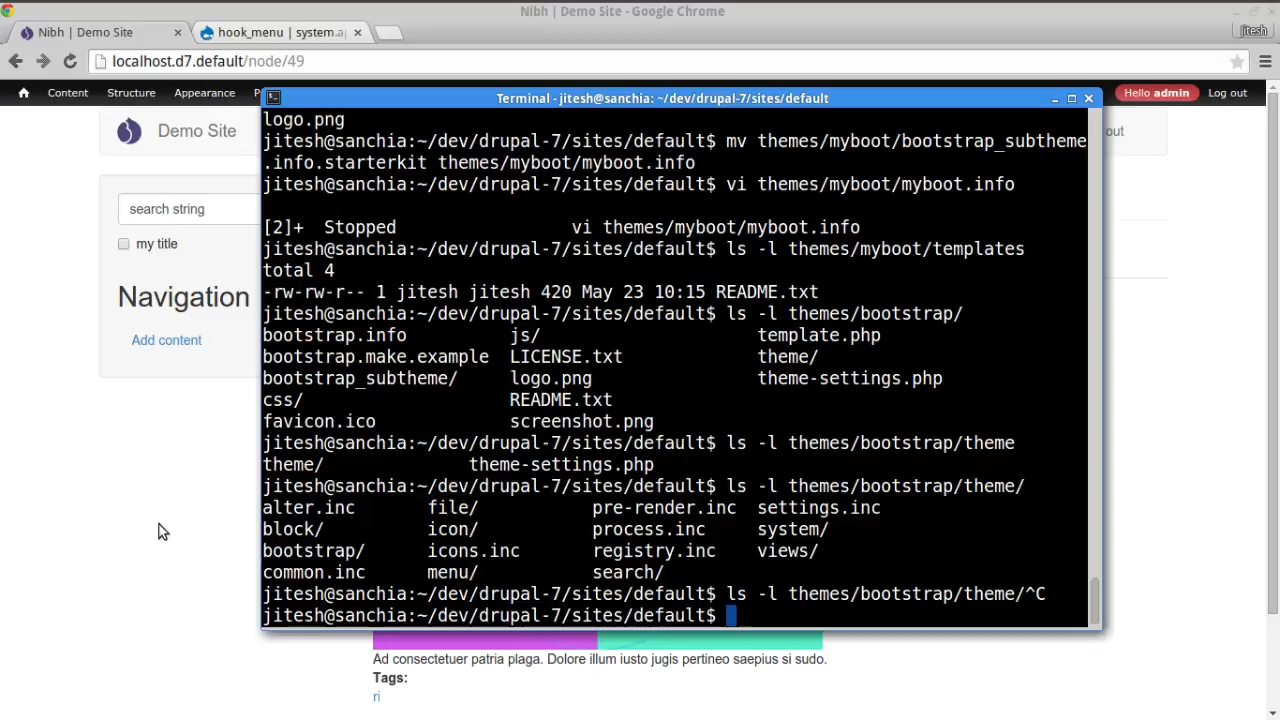 Nibh | Demo Site - Google Chrome
Nibh | Demo Site
hook_menu | system.a
jitesh
localhost.d7.default/node/49
Content Structure Appearance P Hello admin Log out
Terminal - jitesh@sanchia: ~/dev/drupal-7/sites/default
Demo Site
out
search string
my title
Navigation
Add content
logo.png
jitesh@sanchia:~/dev/drupal-7/sites/default$ mv themes/myboot/bootstrap_subtheme
.info.starterkit themes/myboot/myboot.info
jitesh@sanchia:~/dev/drupal-7/sites/default$ vi themes/myboot/myboot.info
[2]+  Stopped                 vi themes/myboot/myboot.info
jitesh@sanchia:~/dev/drupal-7/sites/default$ ls -l themes/myboot/templates
total 4
-rw-rw-r-- 1 jitesh jitesh 420 May 23 10:15 README.txt
jitesh@sanchia:~/dev/drupal-7/sites/default$ ls -l themes/bootstrap/
bootstrap.info          js/                     template.php
bootstrap.make.example  LICENSE.txt             theme/
bootstrap_subtheme/     logo.png                theme-settings.php
css/                    README.txt
favicon.ico             screenshot.png
jitesh@sanchia:~/dev/drupal-7/sites/default$ ls -l themes/bootstrap/theme
theme/              theme-settings.php
jitesh@sanchia:~/dev/drupal-7/sites/default$ ls -l themes/bootstrap/theme/
alter.inc       file/           pre-render.inc  settings.inc
block/          icon/           process.inc     system/
bootstrap/      icons.inc       registry.inc    views/
common.inc      menu/           search/
jitesh@sanchia:~/dev/drupal-7/sites/default$ ls -l themes/bootstrap/theme/^C
jitesh@sanchia:~/dev/drupal-7/sites/default$
Ad consectetuer patria plaga. Dolore illum iusto jugis pertineo saepius si sudo.
Tags:
ri